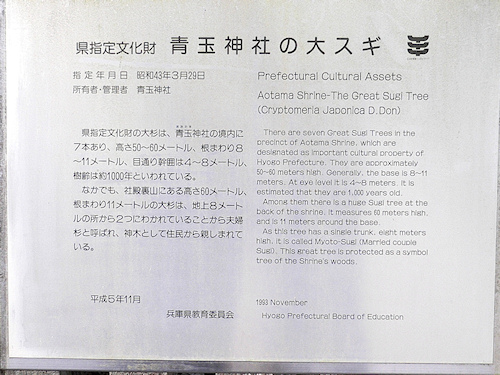 県指定文化財 青玉神社の大スギ
指定年月日 昭和43年3月29日
所有者・管理者 青玉神社
県指定文化財の大杉は、青玉神社の境内に
7本あり、高さ50~60メートル、根まわり8
~11メートル、目通り幹囲は4~8メートル、
樹齢は約1000年といわれている。
なかでも、社殿裏山にある高さ60メートル、
根まわり11メートルの大杉は、地上8メート
ルの所から2つにわかれていることから夫婦
杉と呼ばれ、神木として住民から親しまれて
いる。
平成5年11月
兵庫県教育委員会
Prefectural Cultural Assets
Aotama Shrine-The Great Sugi Tree
(Cryptomeria Japonica D.Don)
There are seven Great Sugi Trees in the
precinct of Aotama Shrine, which are
designated as important cultural property of
Hyogo Prefecture. They are approximately
50~60 meters high. Generally, the base is 8~11
meters. At eye level it is 4~8 meters. It is
estimated that they are 1,000 years old.
Among them there is a huge Sugi tree at the
back of the shrine. It measures 60 meters high,
and is 11 meters around the base.
As this tree has a single trunk, eight meters
high, it is called Myoto-Sugi (Married couple
Sugi). This great tree is protected as a symbol
tree of the Shrine's woods.
1993 November
Hyogo Prefectural Board of Education